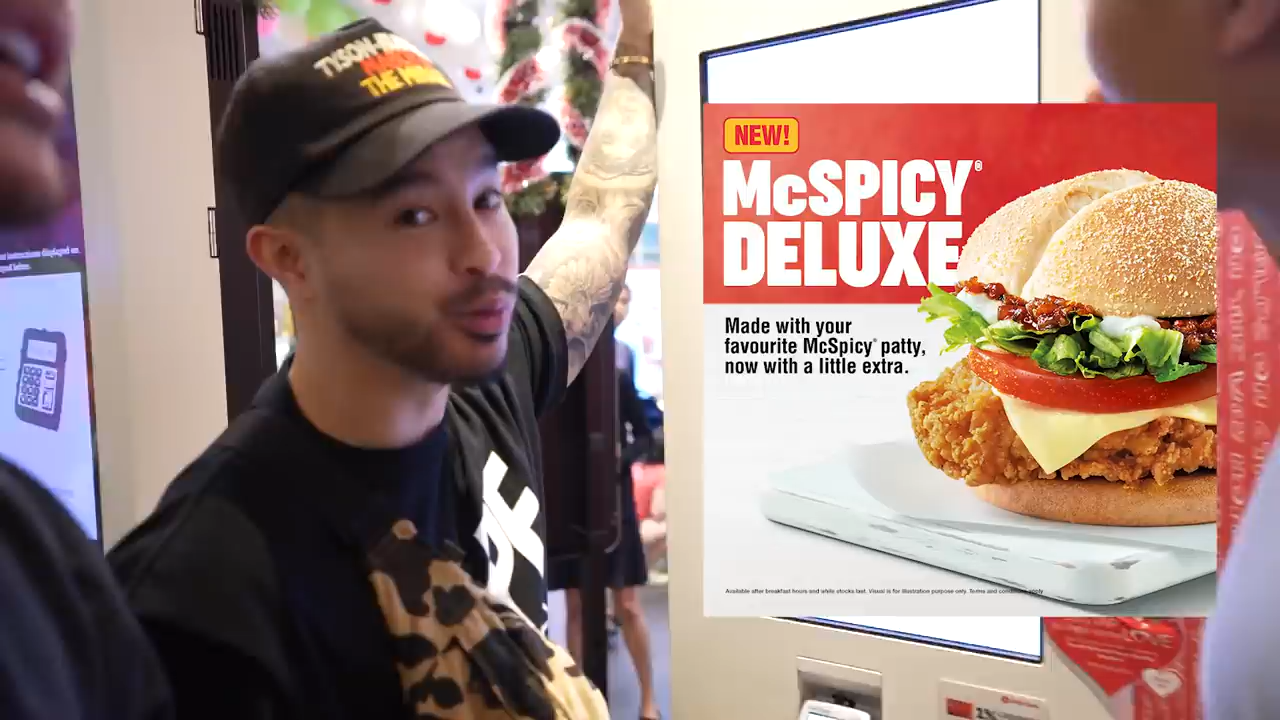 TYSON
THE
NEW!
McSPICY®
DELUXE
Made with your
favourite McSpicy® patty,
now with a little extra.
Available after breakfast hours and while stocks last. Visual is for illustration purpose only. Terms and conditions apply